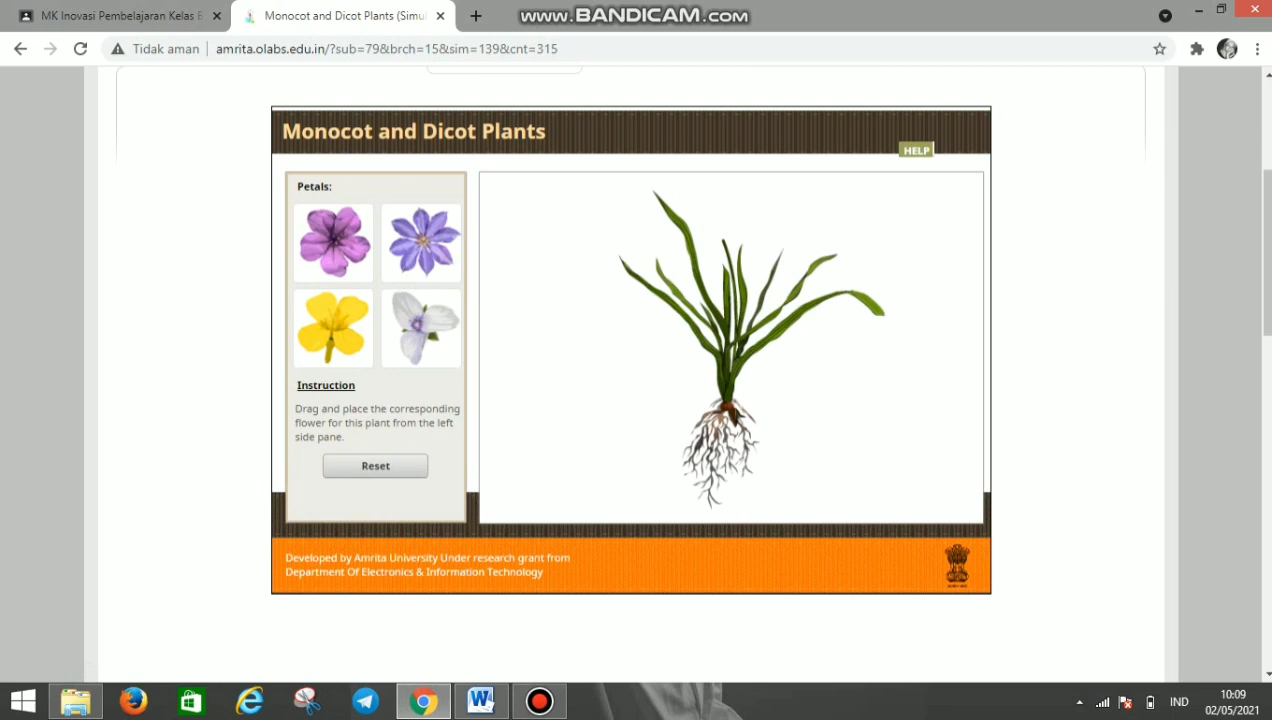 MK Inovasi Pembelajaran Kelas B
Monocot and Dicot Plants (Simul
www.BANDICAM.com
Tidak aman
amrita.olabs.edu.in/?sub=79&brch=15&sim=139&cnt=315
Monocot and Dicot Plants
HELP
Petals:
Instruction
Drag and place the corresponding
flower for this plant from the left
side pane.
Reset
Developed by Amrita University Under research grant from
Department Of Electronics & Information Technology
IND
10:09
02/05/2021